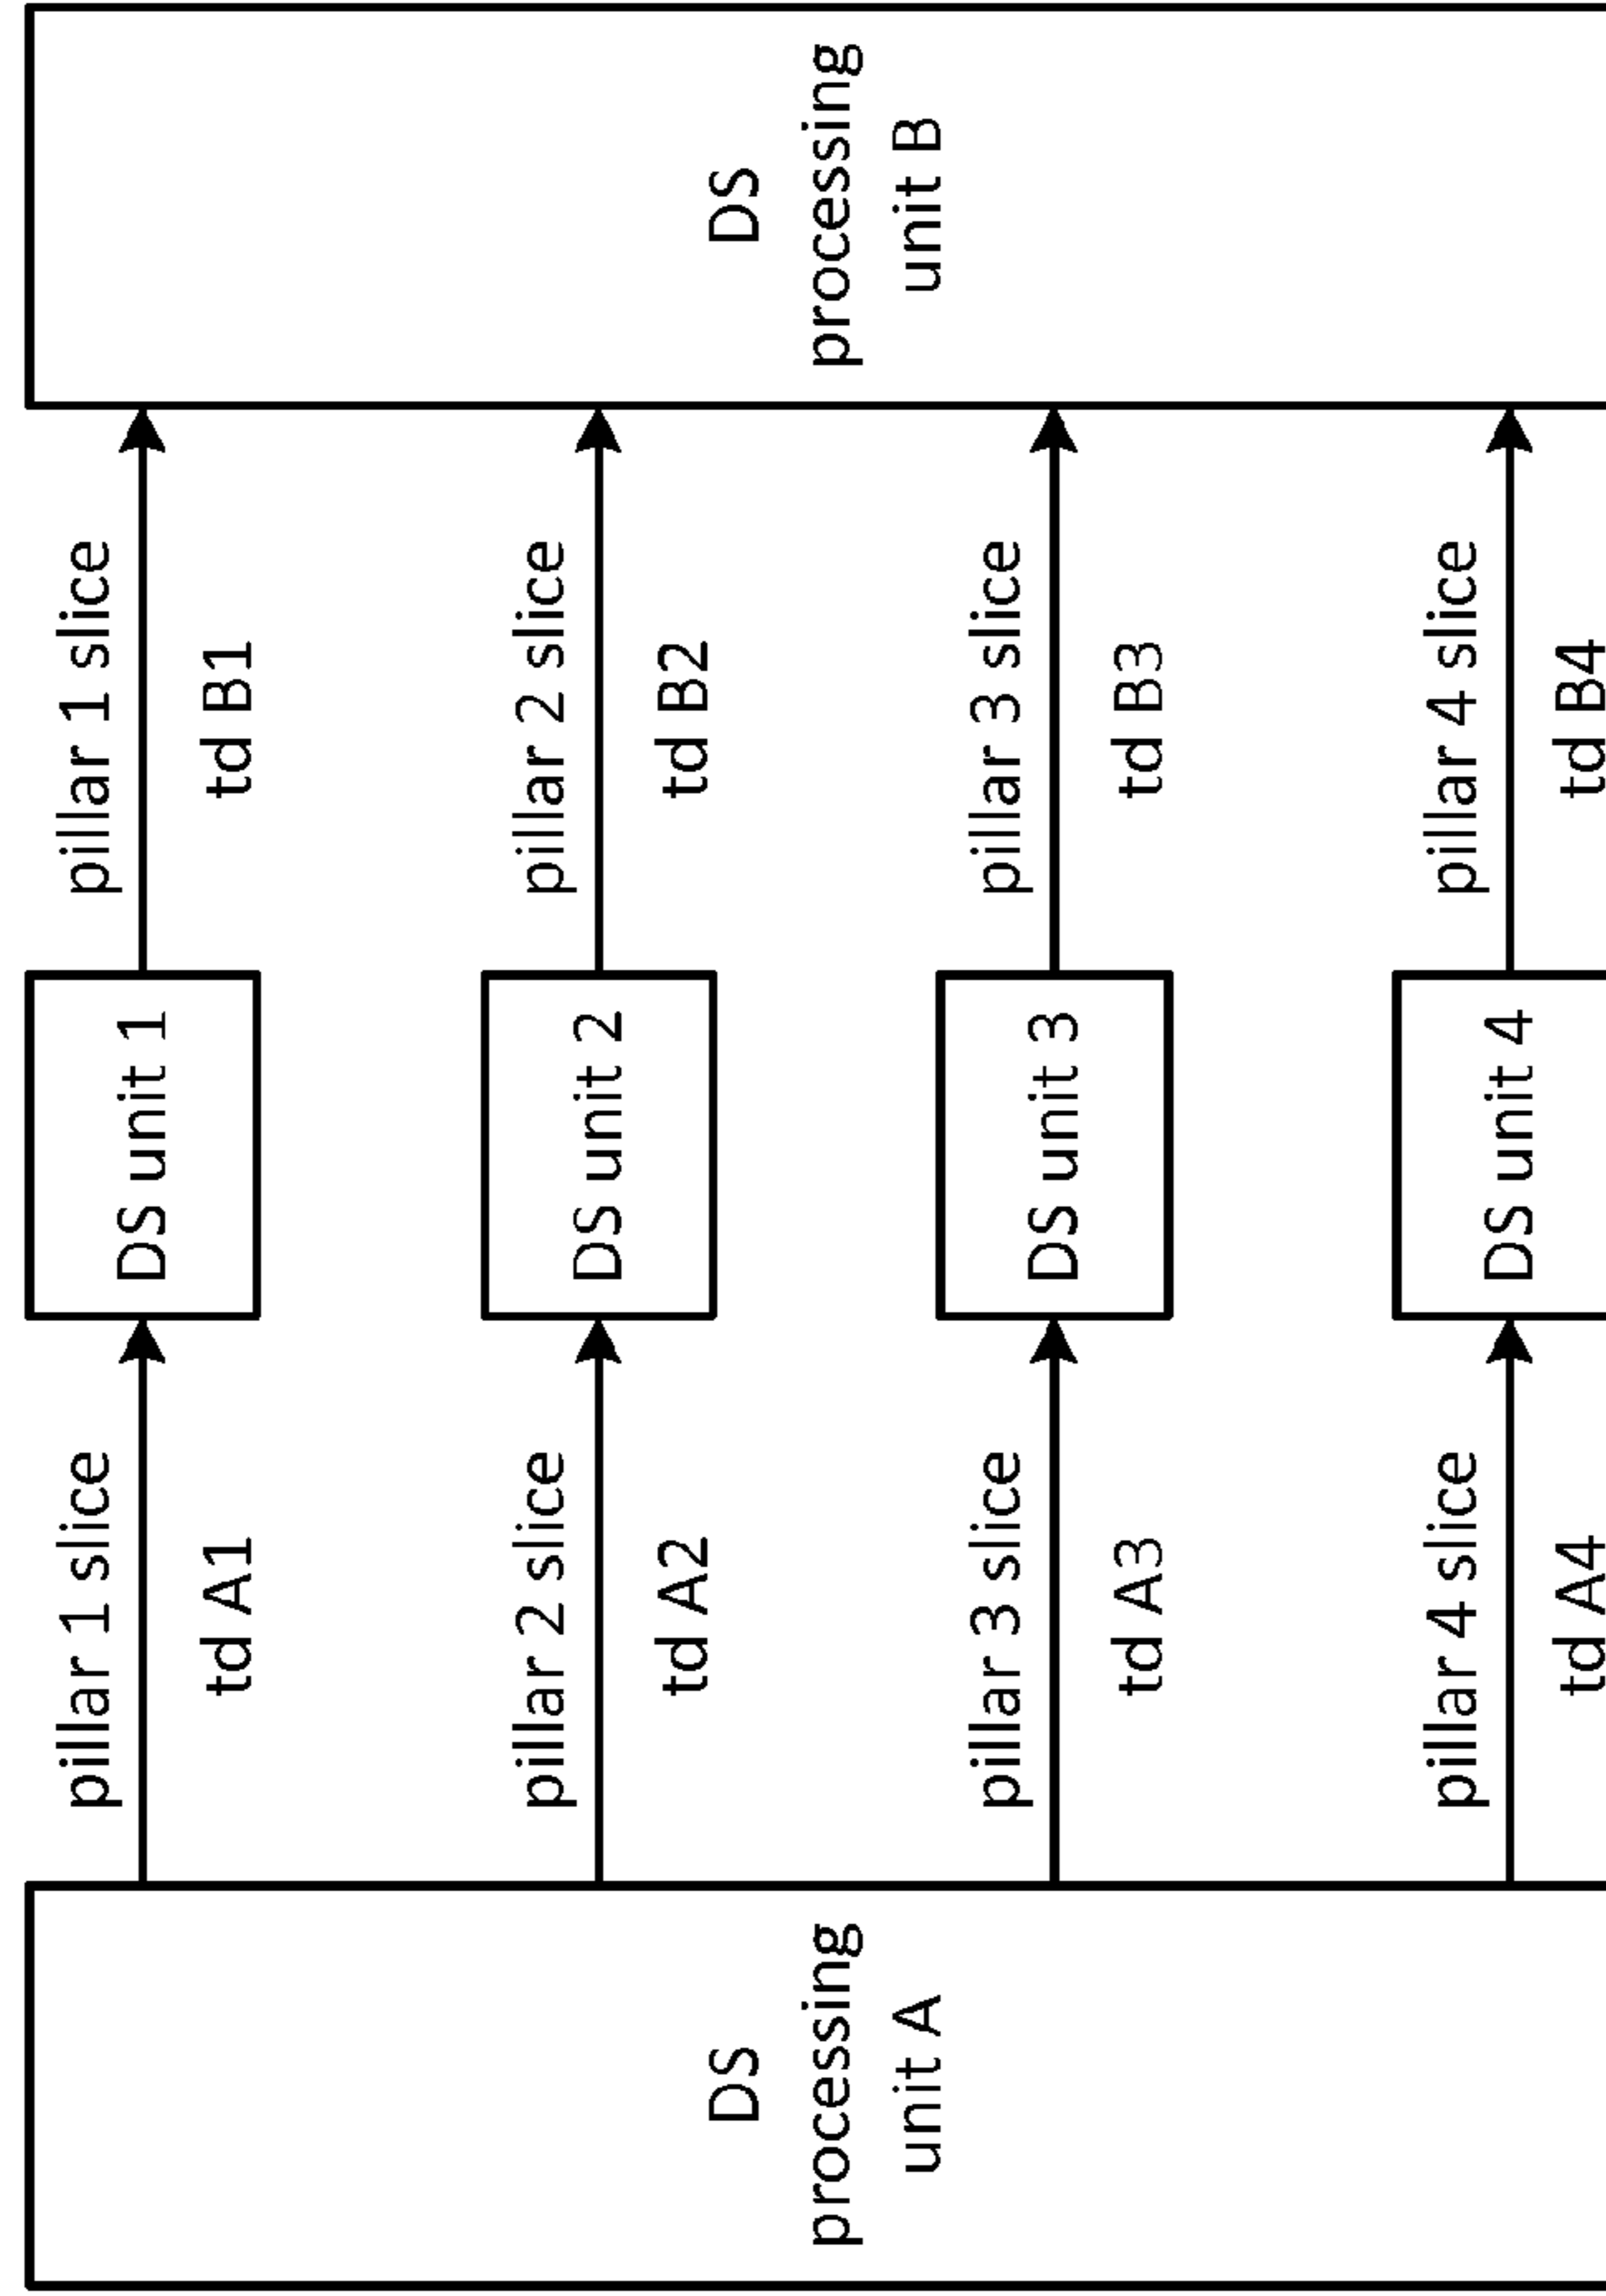 DS
processing
unit A
pillar 1 slice
td A1
pillar 2 slice
td A2
pillar 3 slice
td A3
pillar 4 slice
td A4
DS unit 1
DS unit 2
DS unit 3
DS unit 4
pillar 1 slice
td B1
pillar 2 slice
td B2
pillar 3 slice
td B3
pillar 4 slice
td B4
DS
processing
unit B